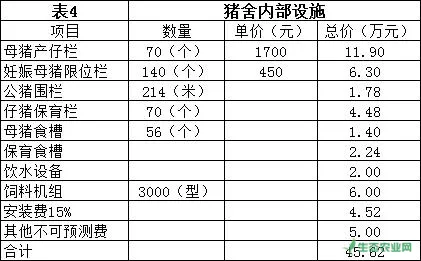 表4 猪舍内部设施
项目 数量 单价（元） 总价（万元）
母猪产仔栏 70（个） 1700 11.90
妊娠母猪限位栏 140（个） 450 6.30
公猪围栏 214（米） 1.78
仔猪保育栏 70（个） 4.48
母猪食槽 56（个） 1.40
保育食槽 2.24
饮水设备 2.00
饲料机组 3000（型） 6.00
安装费15% 4.52
其他不可预测费 5.00
合计 45.62
生态农业网